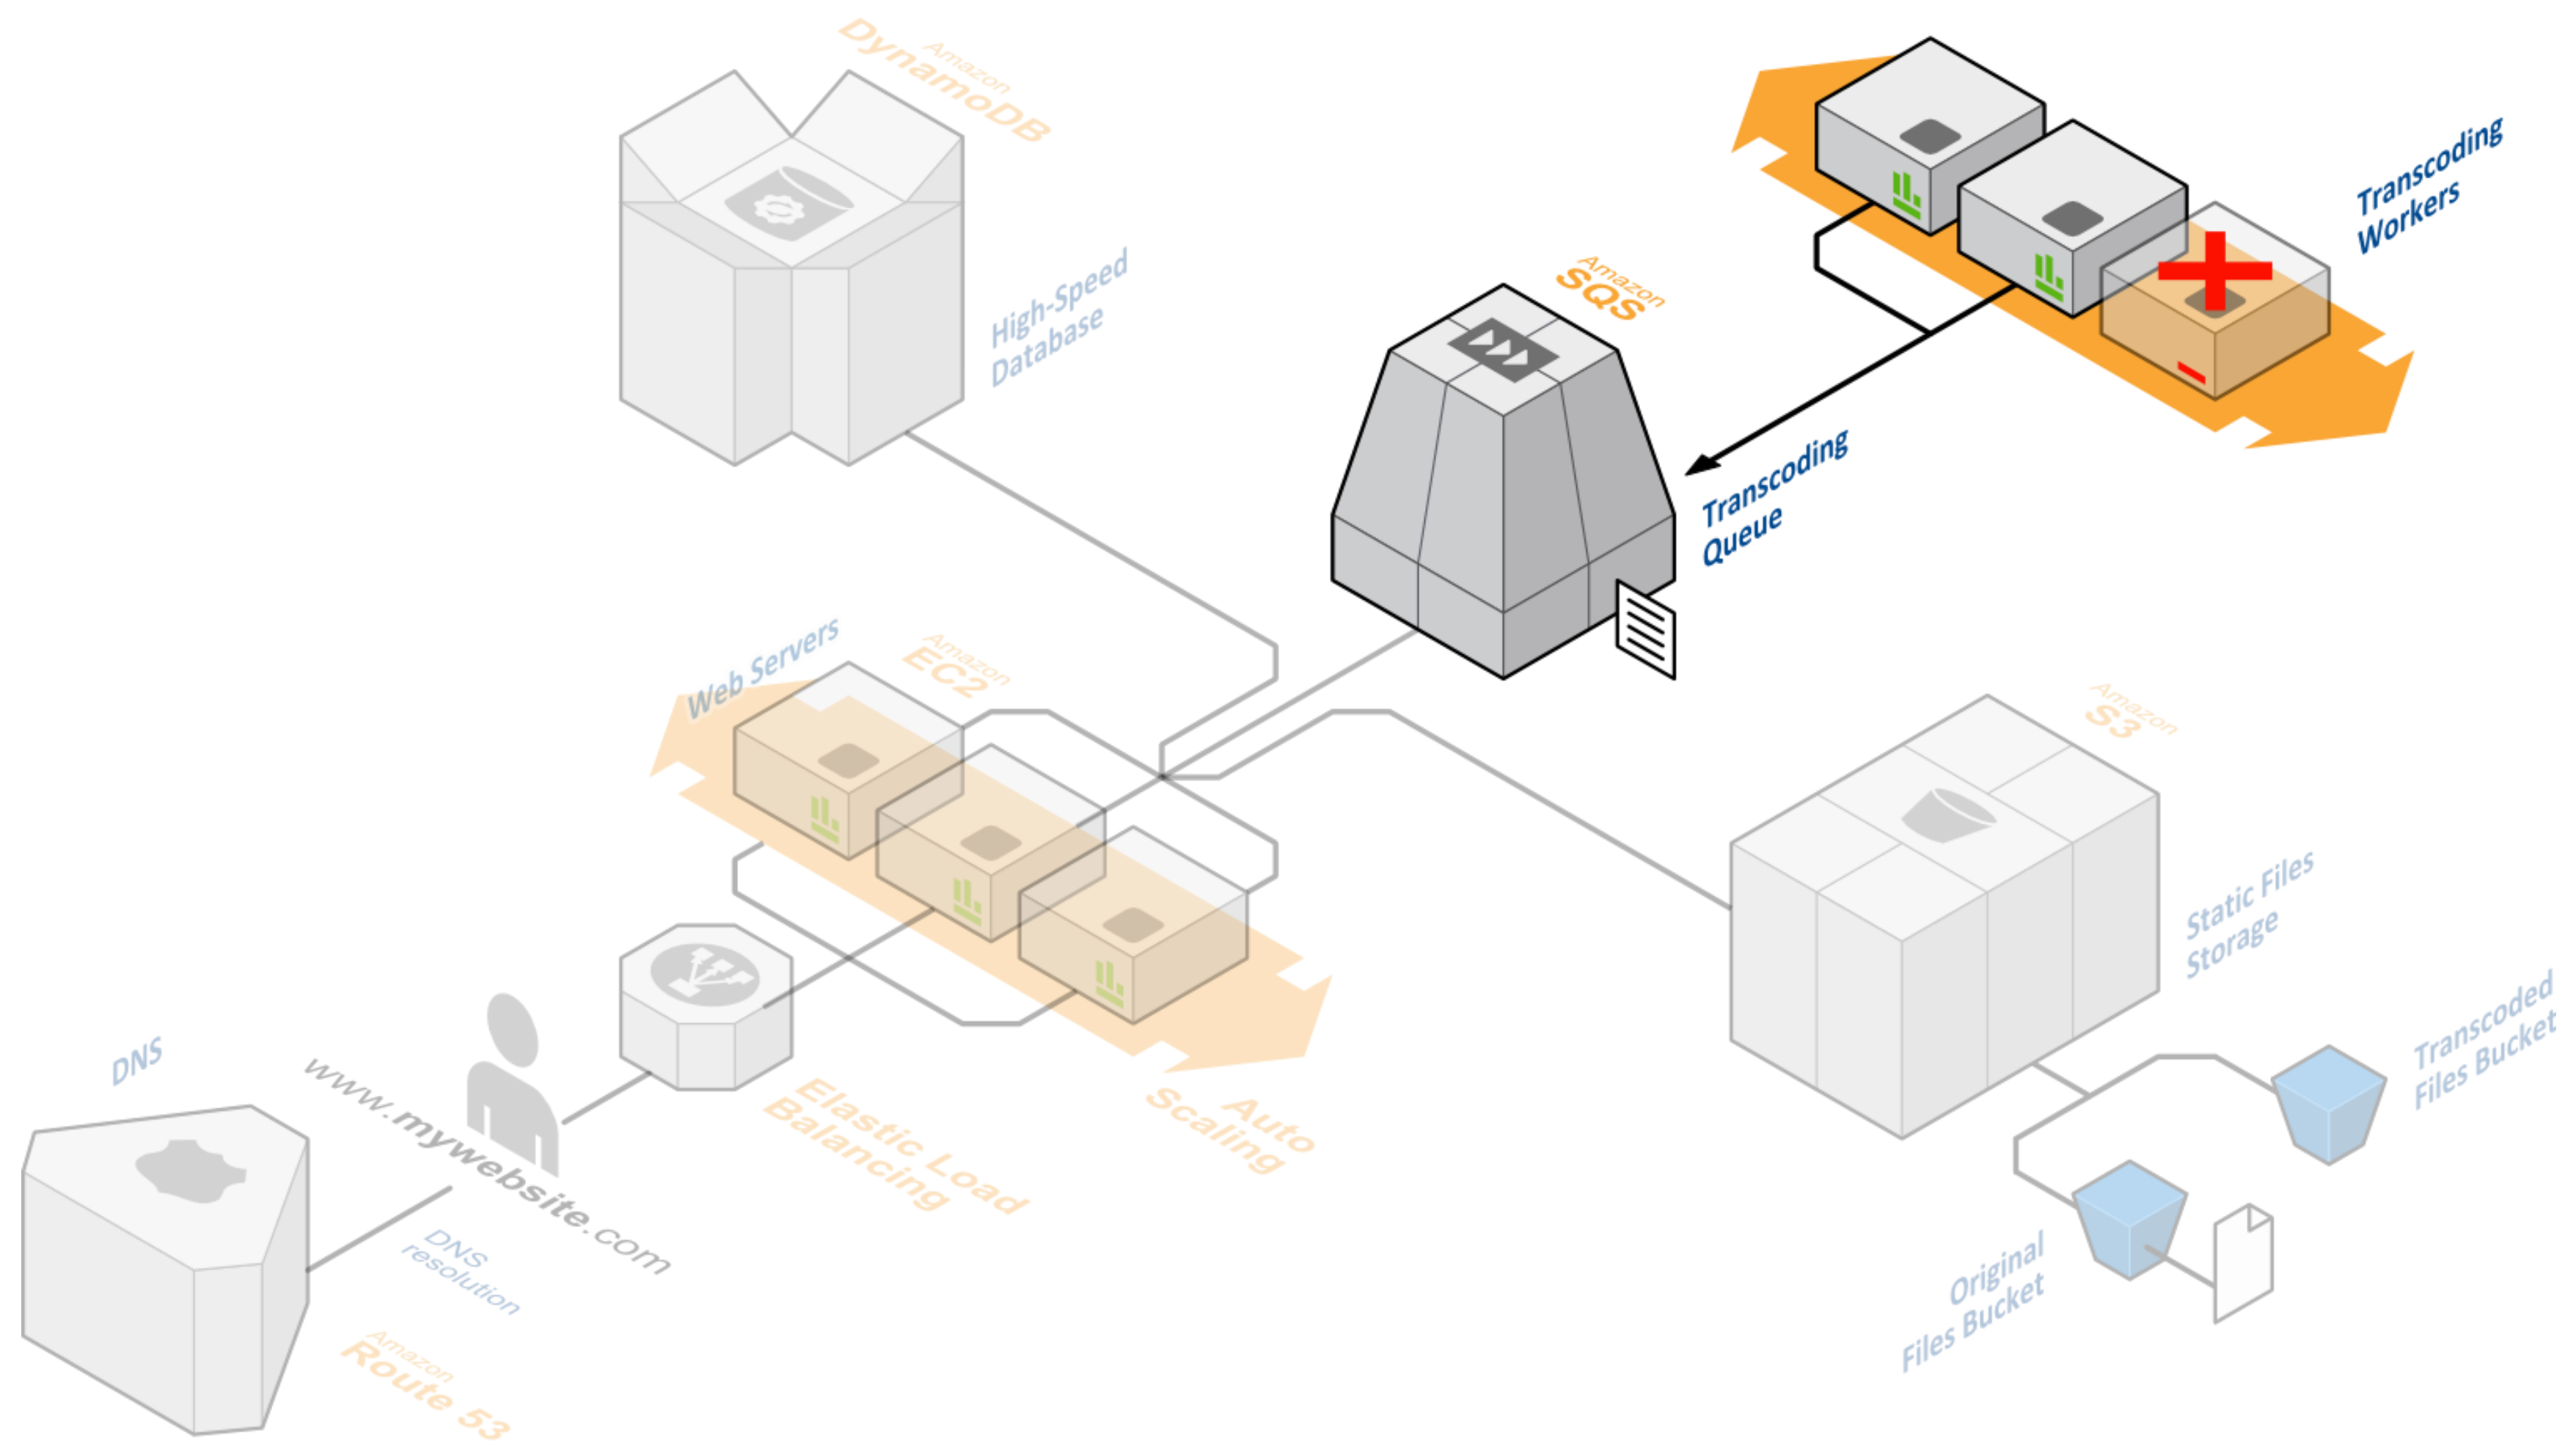 Amazon
DynamoDB
High-Speed
Database
Amazon
SQS
Transcoding
Workers
Transcoding
Queue
Web Servers
Amazon
EC2
Amazon
S3
Static Files
Storage
Transcoded
Files Bucket
Original
Files Bucket
Auto
Scaling
Elastic Load
Balancing
DNS
www.mywebsite.com
DNS
resolution
Amazon
Route 53